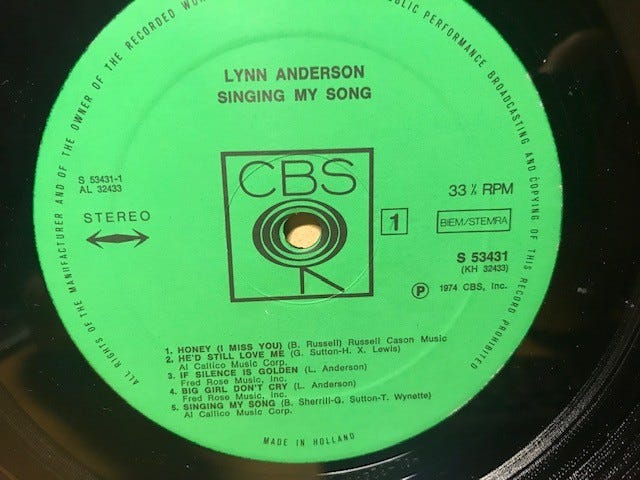 ALL RIGHTS OF THE MANUFACTURER AND OF THE OWNER OF THE RECORDED WOR
PUBLIC PERFORMANCE BROADCASTING AND COPYING OF THIS RECORD PROHIBITED
LYNN ANDERSON
SINGING MY SONG
CBS
S 53431-1
AL 32433
STEREO
33 ⅓ RPM
1
BIEM/STEMRA
S 53431
(KH 32433)
Ⓟ 1974 CBS, Inc.
1. HONEY (I MISS YOU) (B. Russell) Russell Cason Music
2. HE'D STILL LOVE ME (G. Sutton-H. X. Lewis)
Al Callico Music Corp.
3. IF SILENCE IS GOLDEN (L. Anderson)
Fred Rose Music, Inc.
4. BIG GIRL DON'T CRY (L. Anderson)
Fred Rose Music, Inc.
5. SINGING MY SONG (B. Sherrill-G. Sutton-T. Wynette)
Al Callico Music Corp.
MADE IN HOLLAND